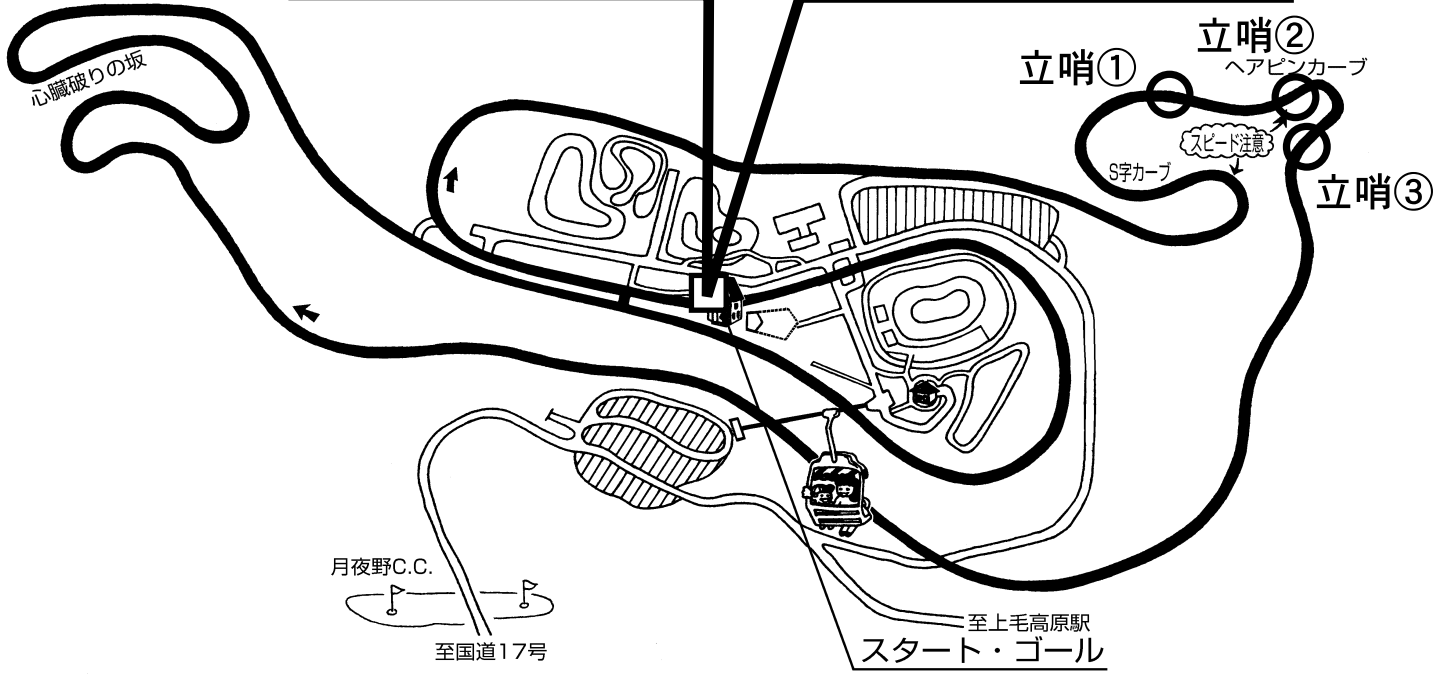 立哨②
立哨①
ヘアピンカーブ
心臓破りの坂
スピード注意
S字カーブ
立哨③
月夜野C.C.
至上毛高原駅
至国道17号
スタート・ゴール